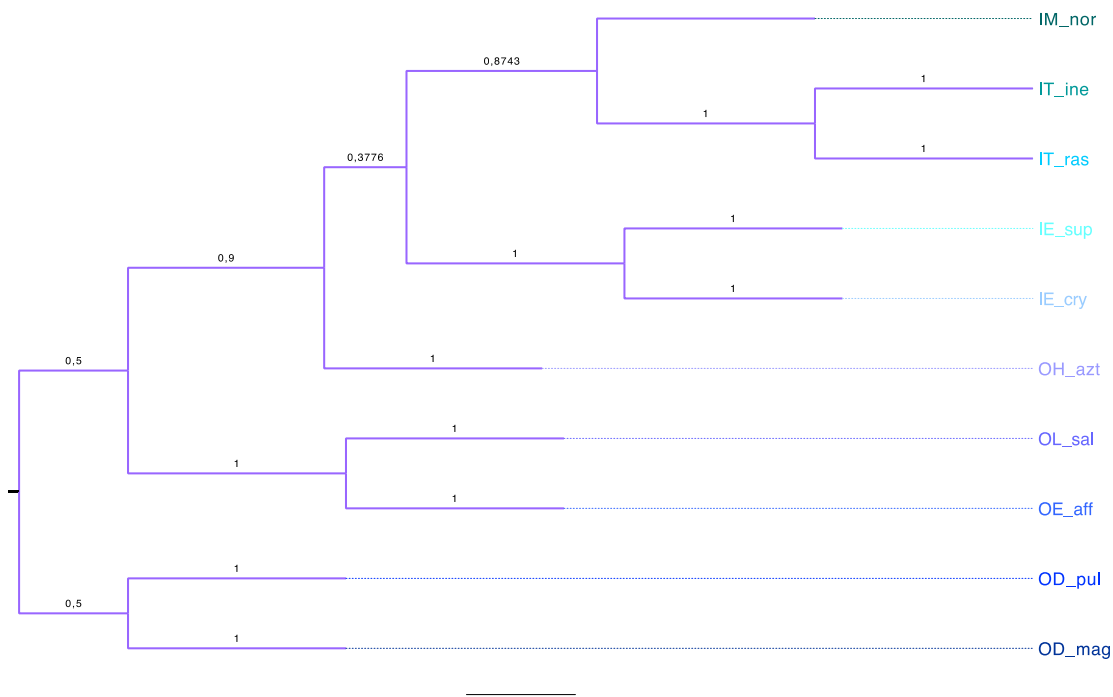 IM_nor
0,8743
1
IT_ine
1
1
IT_ras
0,3776
1
IE_sup
1
1
IE_cry
0,9
1
OH_azt
0,5
1
OL_sal
1
1
OE_aff
1
OD_pul
0,5
1
OD_mag